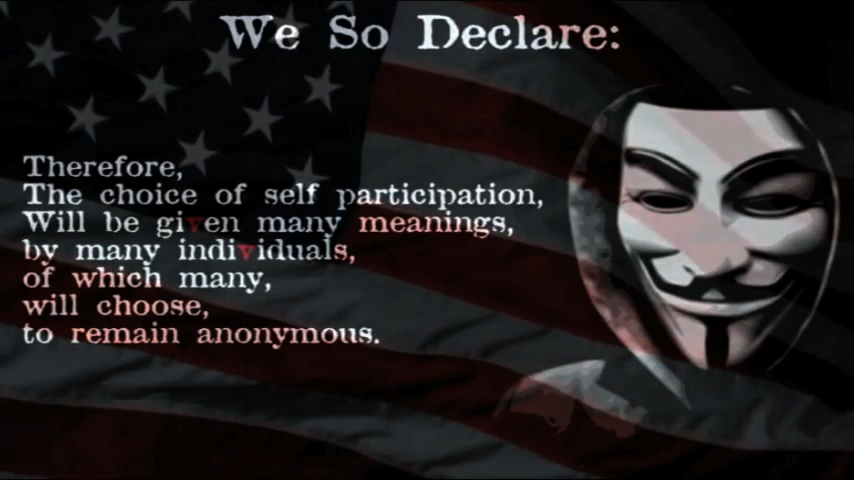 We So Declare:
Therefore,
The choice of self participation,
Will be given many meanings,
by many individuals,
of which many,
will choose,
to remain anonymous.